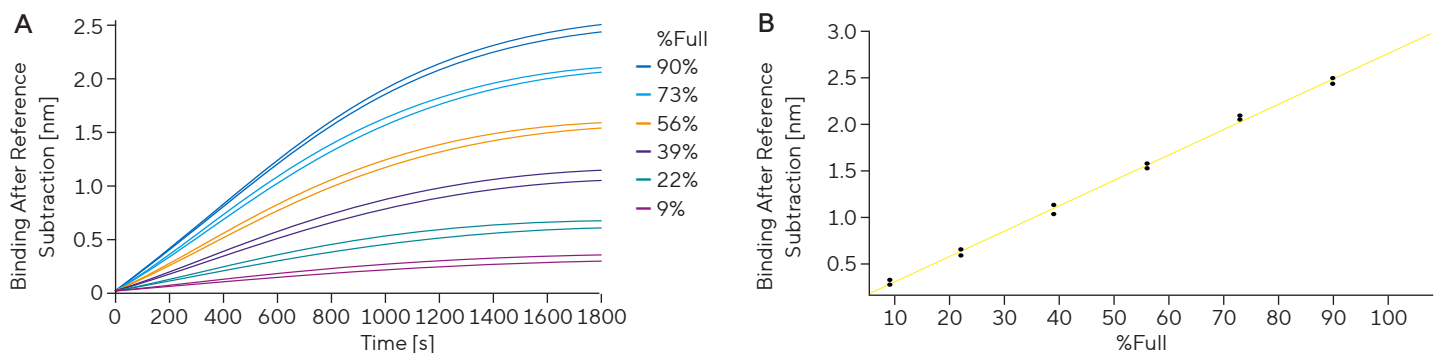 A
Binding After Reference
Subtraction [nm]
2.5
2.0
1.5
1.0
0.5
0
0 200 400 600 800 1000 1200 1400 1600 1800
Time [s]
%Full
90%
73%
56%
39%
22%
9%
B
Binding After Reference
Subtraction [nm]
3.0
2.5
2.0
1.5
1.0
0.5
10 20 30 40 50 60 70 80 90 100
%Full